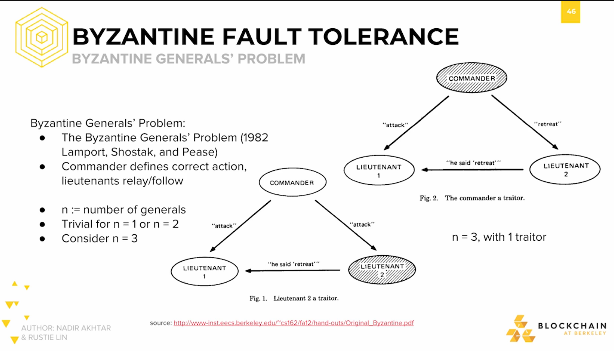 46
BYZANTINE FAULT TOLERANCE
BYZANTINE GENERALS' PROBLEM
Byzantine Generals' Problem:
● The Byzantine Generals' Problem (1982
Lamport, Shostak, and Pease)
● Commander defines correct action,
lieutenants relay/follow
● n := number of generals
● Trivial for n = 1 or n = 2
● Consider n = 3
COMMANDER
"attack"
"retreat"
LIEUTENANT
1
"he said 'retreat'"
LIEUTENANT
2
Fig. 2. The commander a traitor.
COMMANDER
"attack"
"attack"
LIEUTENANT
1
"he said 'retreat'"
LIEUTENANT
2
Fig. 1. Lieutenant 2 a traitor.
n = 3, with 1 traitor
source: http://www-inst.eecs.berkeley.edu/~cs162/fa12/hand-outs/Original_Byzantine.pdf
AUTHOR: NADIR AKHTAR
& RUSTIE LIN
BLOCKCHAIN
AT BERKELEY